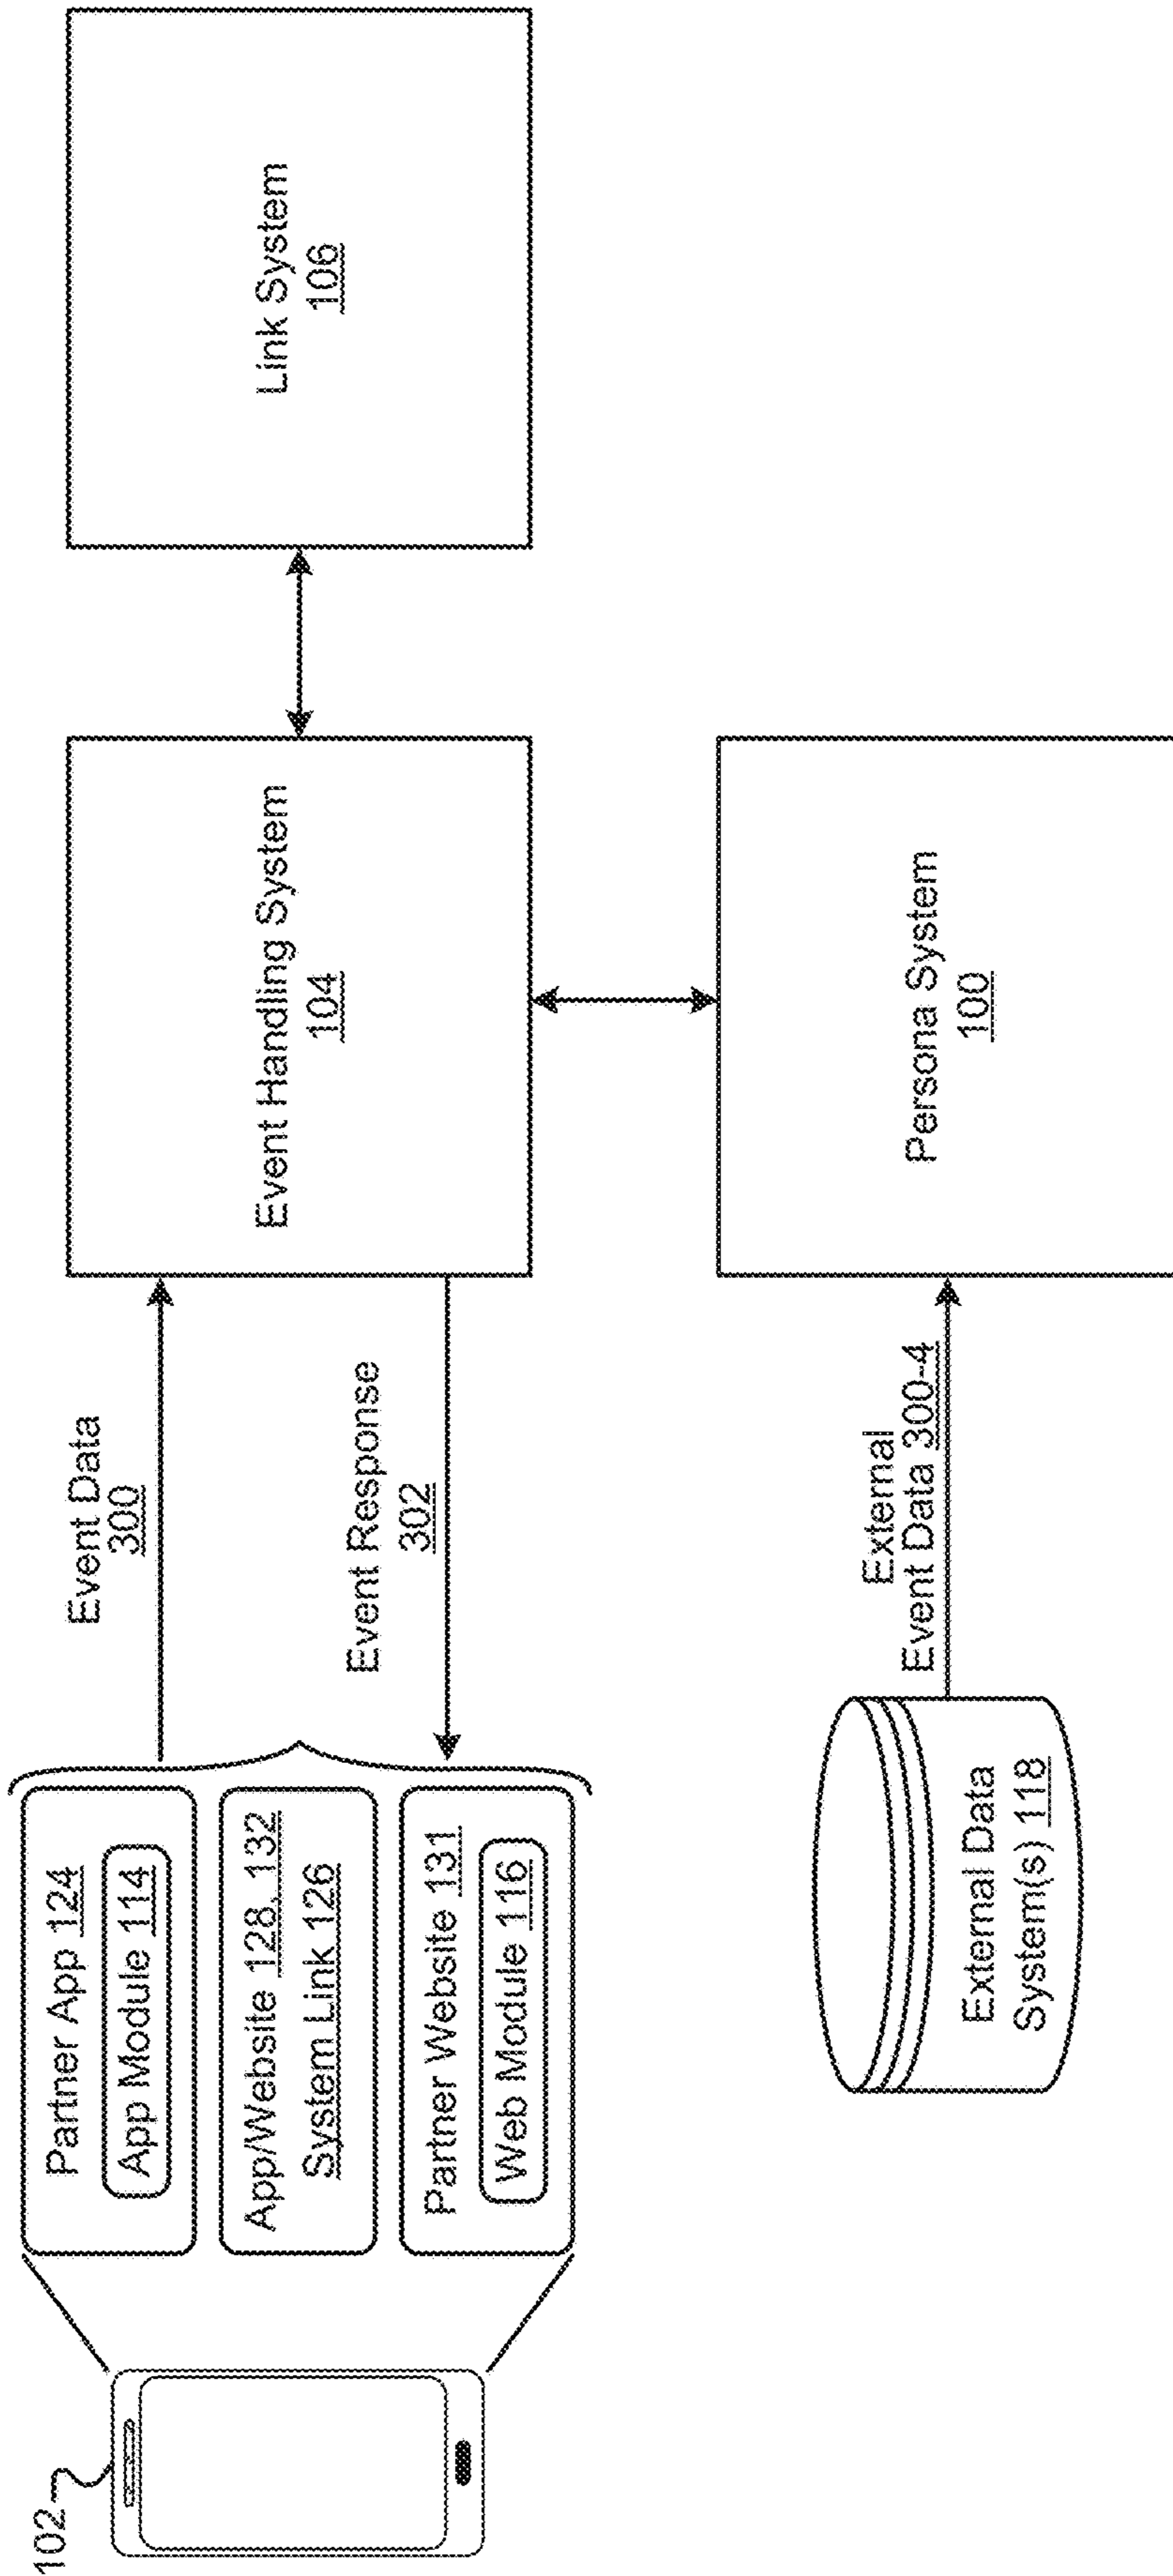 102
Partner App 124
App Module 114
App/Website 128, 132
System Link 126
Partner Website 131
Web Module 116
Event Data
300
Event Response
302
Event Handling System
104
Link System
106
External Data
System(s) 118
External
Event Data 300-4
Persona System
100